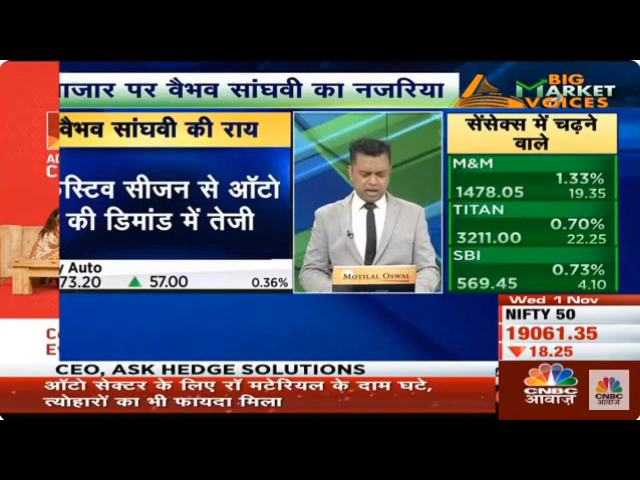 बाजार पर वैभव सांघवी का नजरिया
BIG
MARKET
VOICES
वैभव सांघवी की राय
स्टिव सीजन से ऑटो
की डिमांड में तेजी
y Auto
73.20 ▲ 57.00 0.36%
MOTILAL OSWAL
सेंसेक्स में चढ़ने
वाले
M&M
1.33%
1478.05
19.35
TITAN
0.70%
3211.00
22.25
SBI
0.73%
569.45
4.10
Wed 1 Nov
NIFTY 50
19061.35
▼ 18.25
CEO, ASK HEDGE SOLUTIONS
ऑटो सेक्टर के लिए रॉ मटेरियल के दाम घटे,
त्योहारों का भी फायदा मिला
CNBC
आवाज़
CNBC
आवाज़